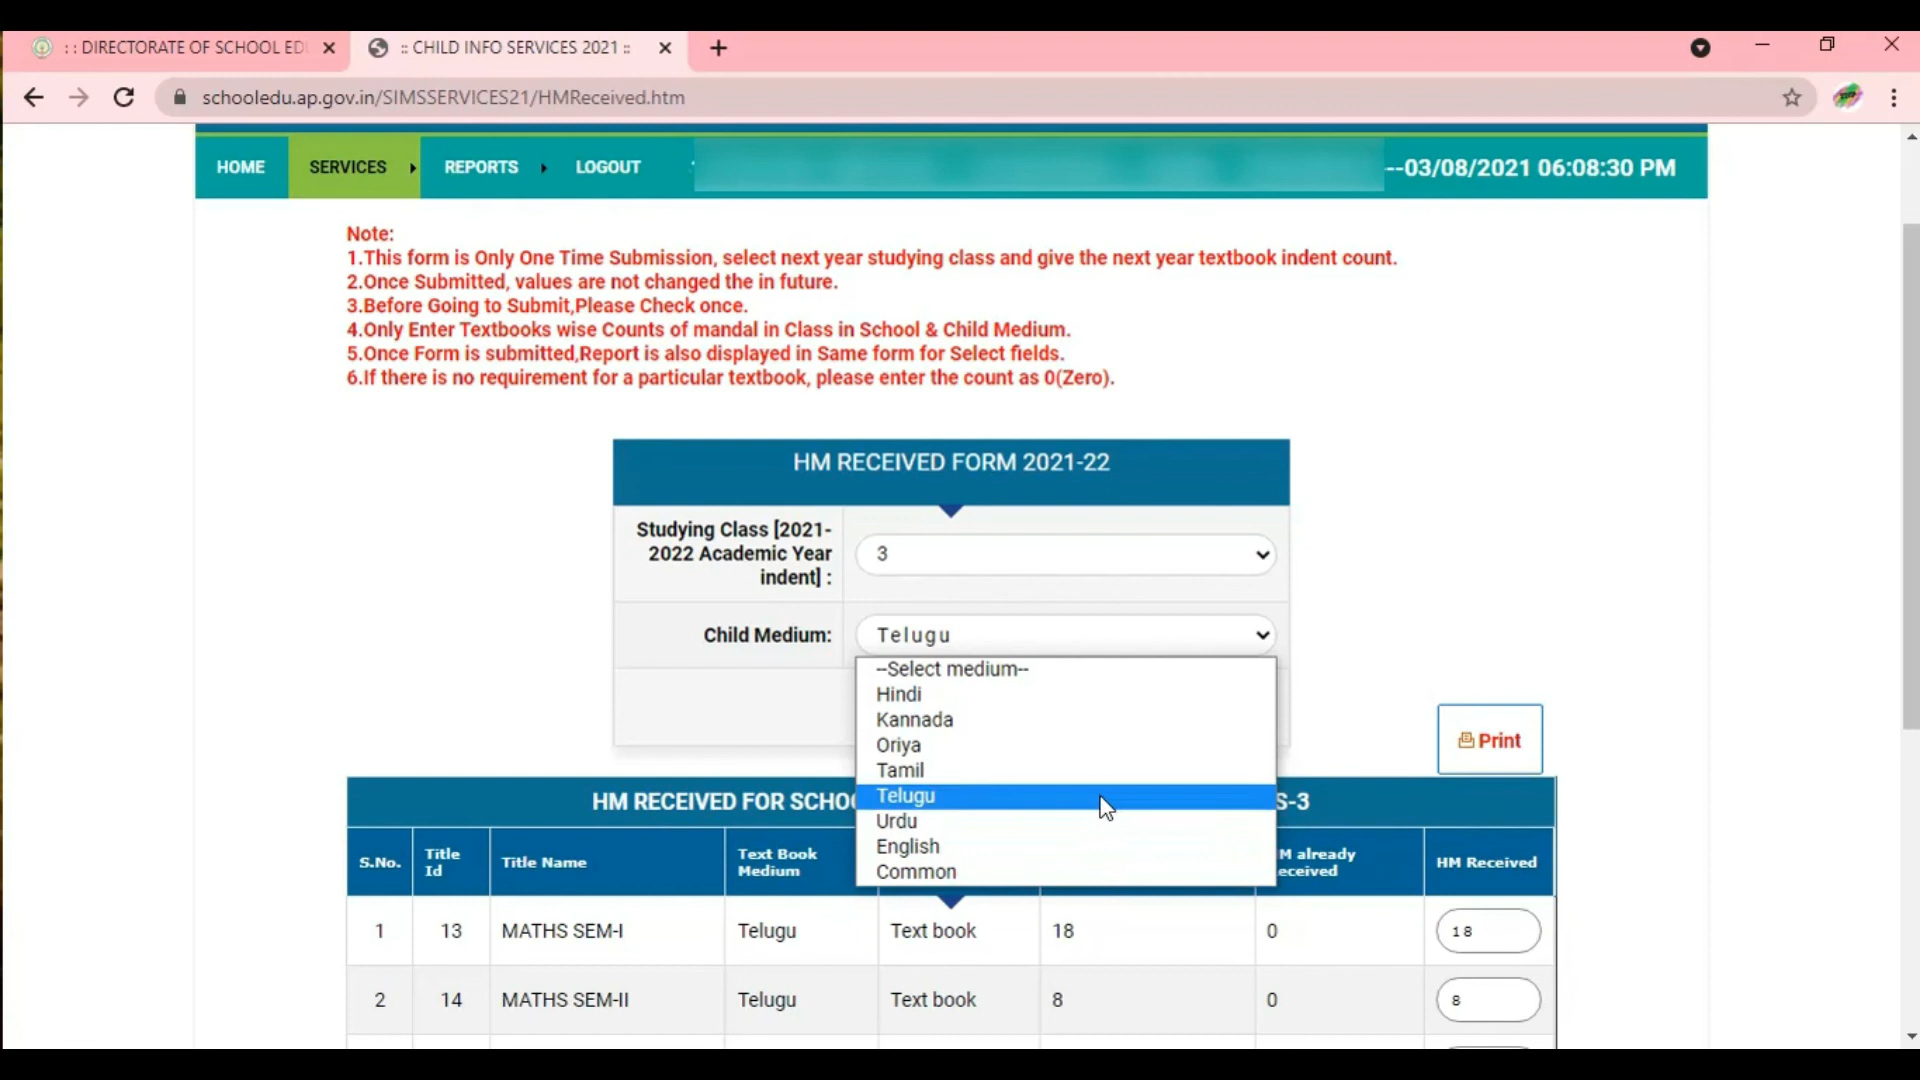 : : DIRECTORATE OF SCHOOL ED
:: CHILD INFO SERVICES 2021 ::
schooledu.ap.gov.in/SIMSSERVICES21/HMReceived.htm
HOME SERVICES REPORTS LOGOUT --03/08/2021 06:08:30 PM
Note:
1.This form is Only One Time Submission, select next year studying class and give the next year textbook indent count.
2.Once Submitted, values are not changed the in future.
3.Before Going to Submit,Please Check once.
4.Only Enter Textbooks wise Counts of mandal in Class in School & Child Medium.
5.Once Form is submitted,Report is also displayed in Same form for Select fields.
6.If there is no requirement for a particular textbook, please enter the count as 0(Zero).
HM RECEIVED FORM 2021-22
Studying Class [2021-
2022 Academic Year
indent] :
3
Child Medium:
Telugu
--Select medium--
Hindi
Kannada
Oriya
Tamil
Telugu
Urdu
English
Common
Print
HM RECEIVED FOR SCHO S-3
S.No.
Title
Id
Title Name
Text Book
Medium
M already
eceived
HM Received
1 13 MATHS SEM-I Telugu Text book 18 0 18
2 14 MATHS SEM-II Telugu Text book 8 0 8